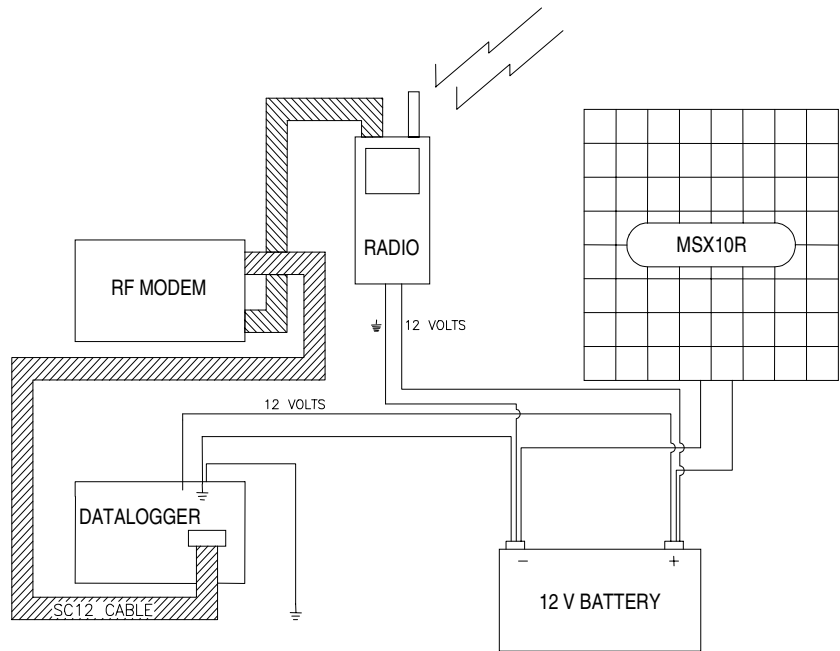 MSX10R
RADIO
RF MODEM
12 VOLTS
12 VOLTS
DATALOGGER
SC12 CABLE
− +
12 V BATTERY